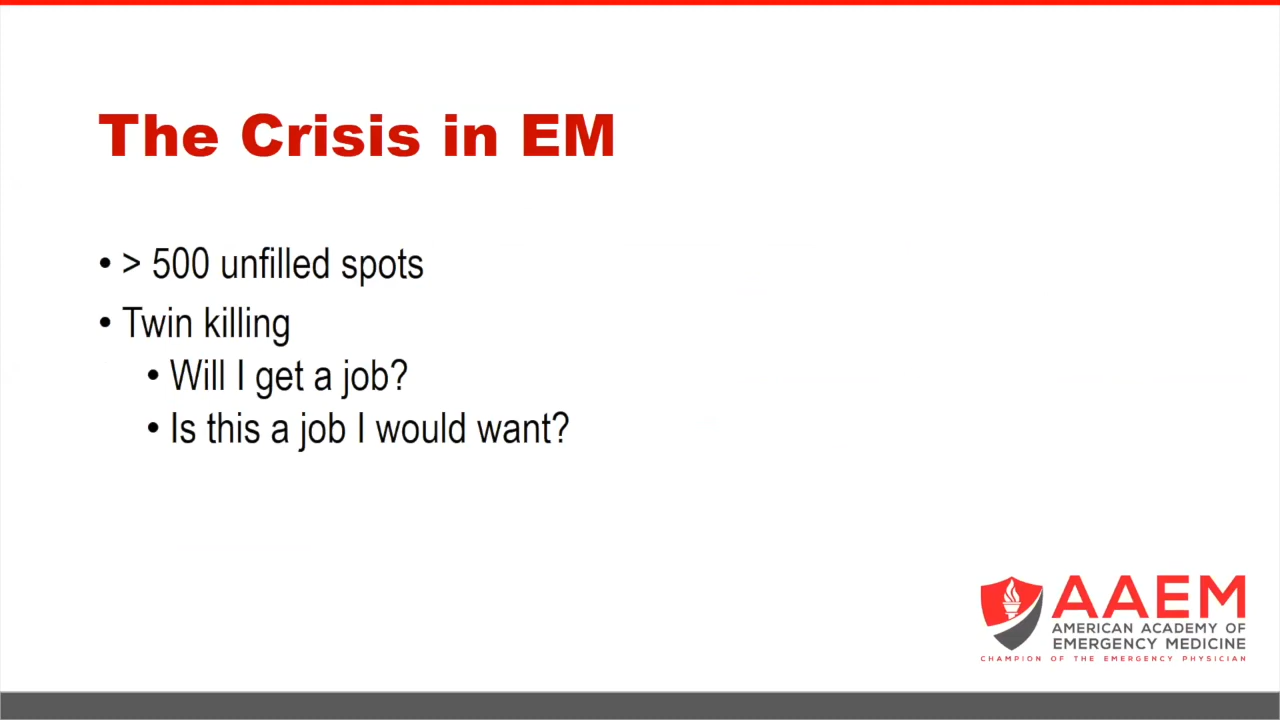 The Crisis in EM
• > 500 unfilled spots
• Twin killing
• Will I get a job?
• Is this a job I would want?
AAEM
AMERICAN ACADEMY OF
EMERGENCY MEDICINE
CHAMPION OF THE EMERGENCY PHYSICIAN